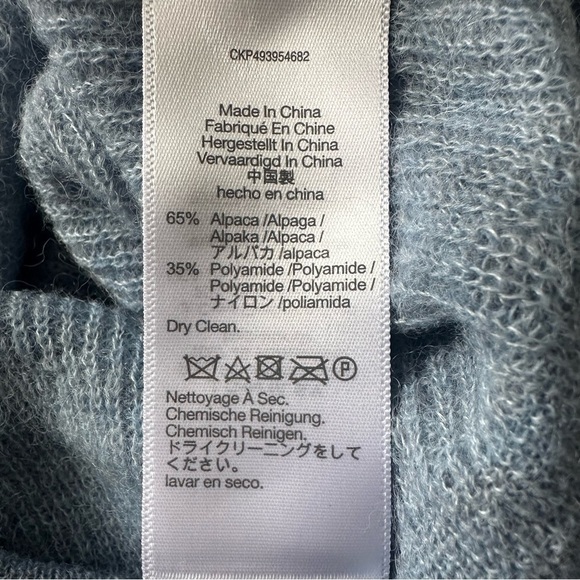 CKP493954682
Made In China
Fabriqué En Chine
Hergestellt In China
Vervaardigd In China
中国製
hecho en china
65% Alpaca /Alpaga /
Alpaka /Alpaca /
アルパカ /alpaca
35% Polyamide /Polyamide /
Polyamide /Polyamide /
ナイロン /poliamida
Dry Clean.
P
Nettoyage À Sec.
Chemische Reinigung.
Chemisch Reinigen.
ドライクリーニングをして
ください。
lavar en seco.